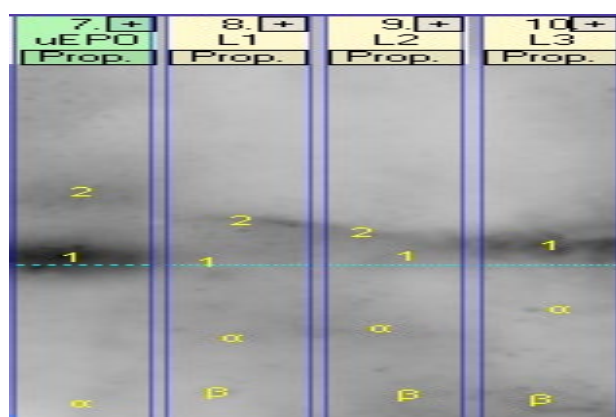 7. + 8. + 9. + 10. +
uEPO L1 L2 L3
Prop. Prop. Prop. Prop.
2
2
2
1 1 1 1
α
α α
α β β β